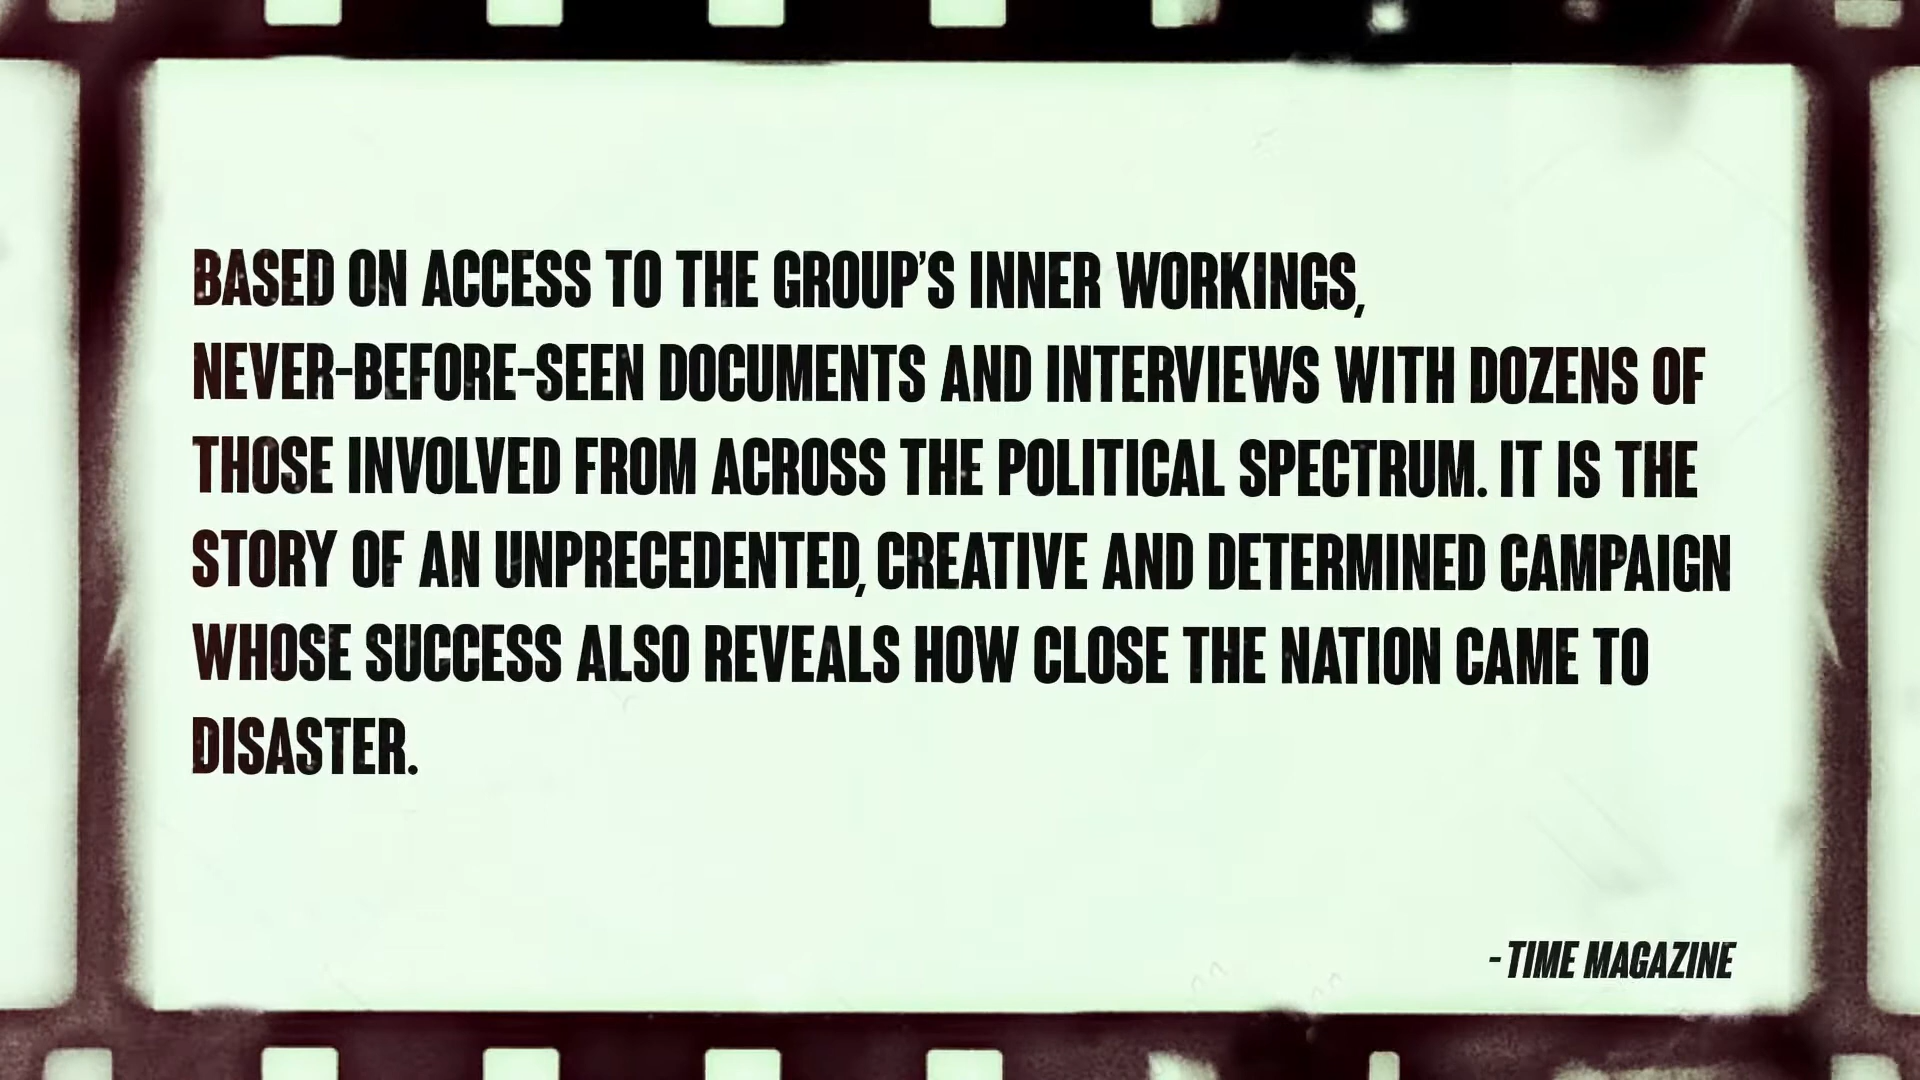 BASED ON ACCESS TO THE GROUP'S INNER WORKINGS,
NEVER-BEFORE-SEEN DOCUMENTS AND INTERVIEWS WITH DOZENS OF
THOSE INVOLVED FROM ACROSS THE POLITICAL SPECTRUM. IT IS THE
STORY OF AN UNPRECEDENTED, CREATIVE AND DETERMINED CAMPAIGN
WHOSE SUCCESS ALSO REVEALS HOW CLOSE THE NATION CAME TO
DISASTER.
- TIME MAGAZINE